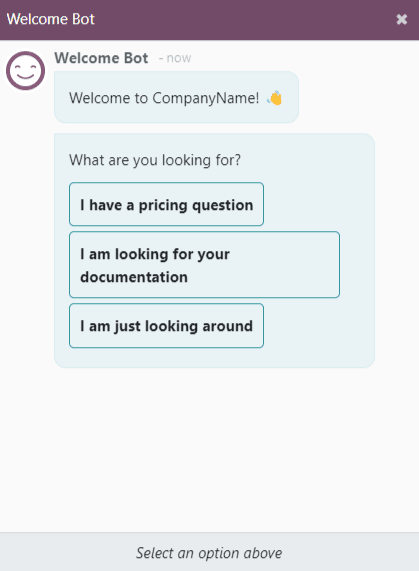 Welcome Bot
Welcome Bot - now
Welcome to CompanyName! 👋
What are you looking for?
I have a pricing question
I am looking for your
documentation
I am just looking around
Select an option above